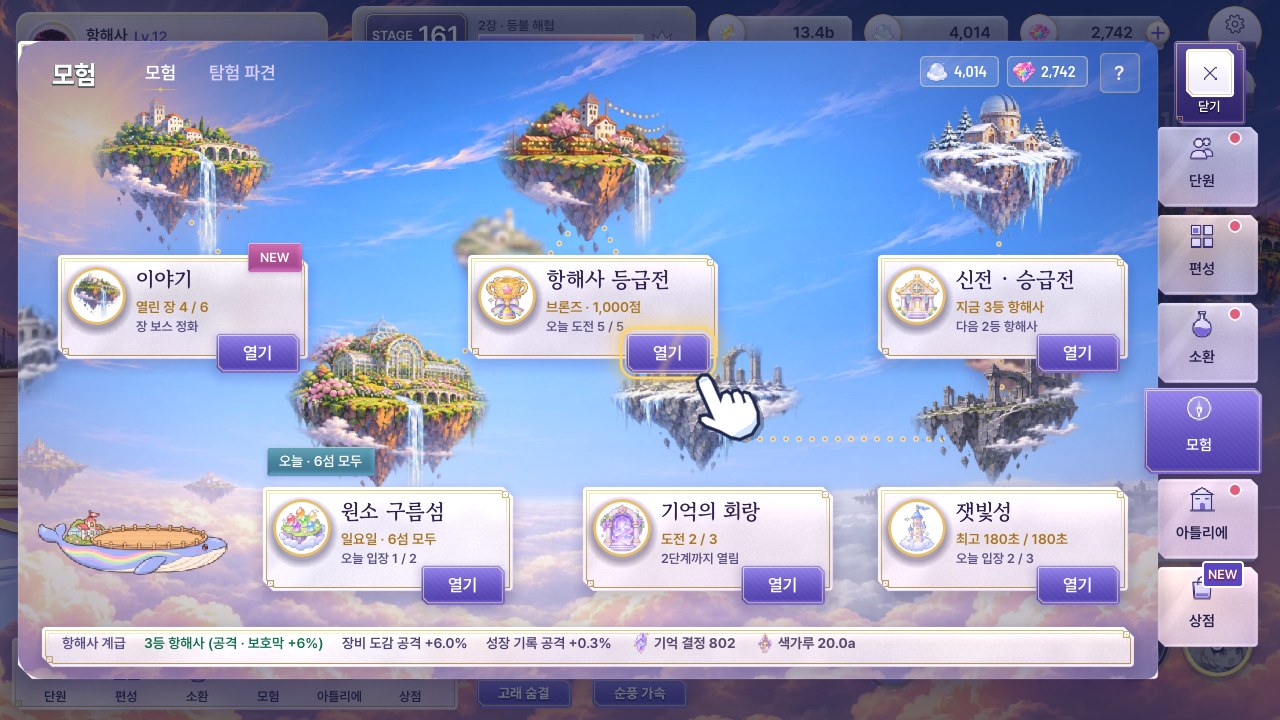 항해사 Lv.12
STAGE 161
2장 · 등불 해협
13.4b
4,014
2,742
모험
모험
탐험 파견
4,014
2,742
?
닫기
단원
편성
소환
모험
아틀리에
NEW
상점
NEW
이야기
열린 장 4 / 6
장 보스 정화
열기
항해사 등급전
브론즈 · 1,000점
오늘 도전 5 / 5
열기
신전 · 승급전
지금 3등 항해사
다음 2등 항해사
열기
오늘 · 6섬 모두
원소 구름섬
일요일 · 6섬 모두
오늘 입장 1 / 2
열기
기억의 회랑
도전 2 / 3
2단계까지 열림
열기
잿빛성
최고 180초 / 180초
오늘 입장 2 / 3
열기
항해사 계급 3등 항해사 (공격 · 보호막 +6%) 장비 도감 공격 +6.0% 성장 기록 공격 +0.3% 기억 결정 802 색가루 20.0a
단원 편성 소환 모험 아틀리에 상점
고래 숨결
순풍 가속